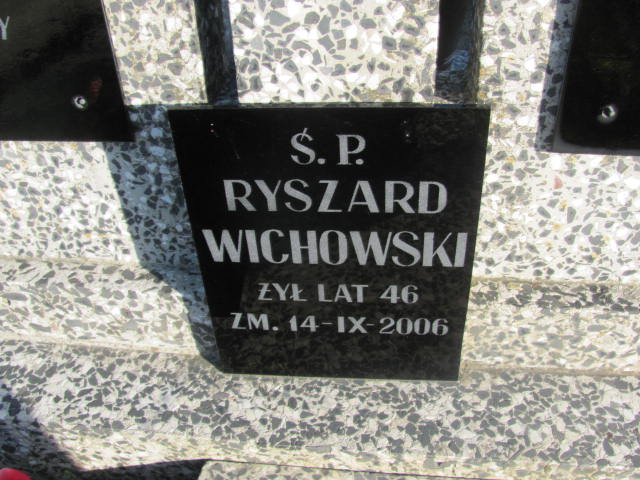 Y
Ś. P.
RYSZARD
WICHOWSKI
ŻYŁ LAT 46
ZM. 14-IX-2006